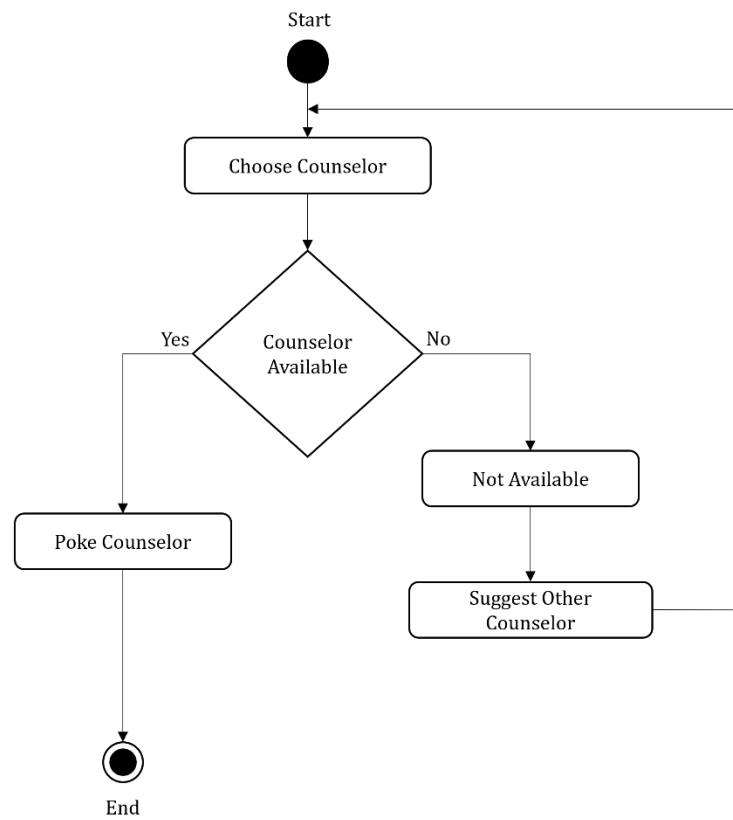 Start
Choose Counselor
Yes
Counselor
Available
No
Not Available
Poke Counselor
Suggest Other
Counselor
End